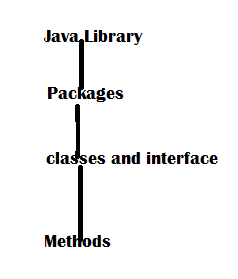 Java Library
Packages
classes and interface
Methods